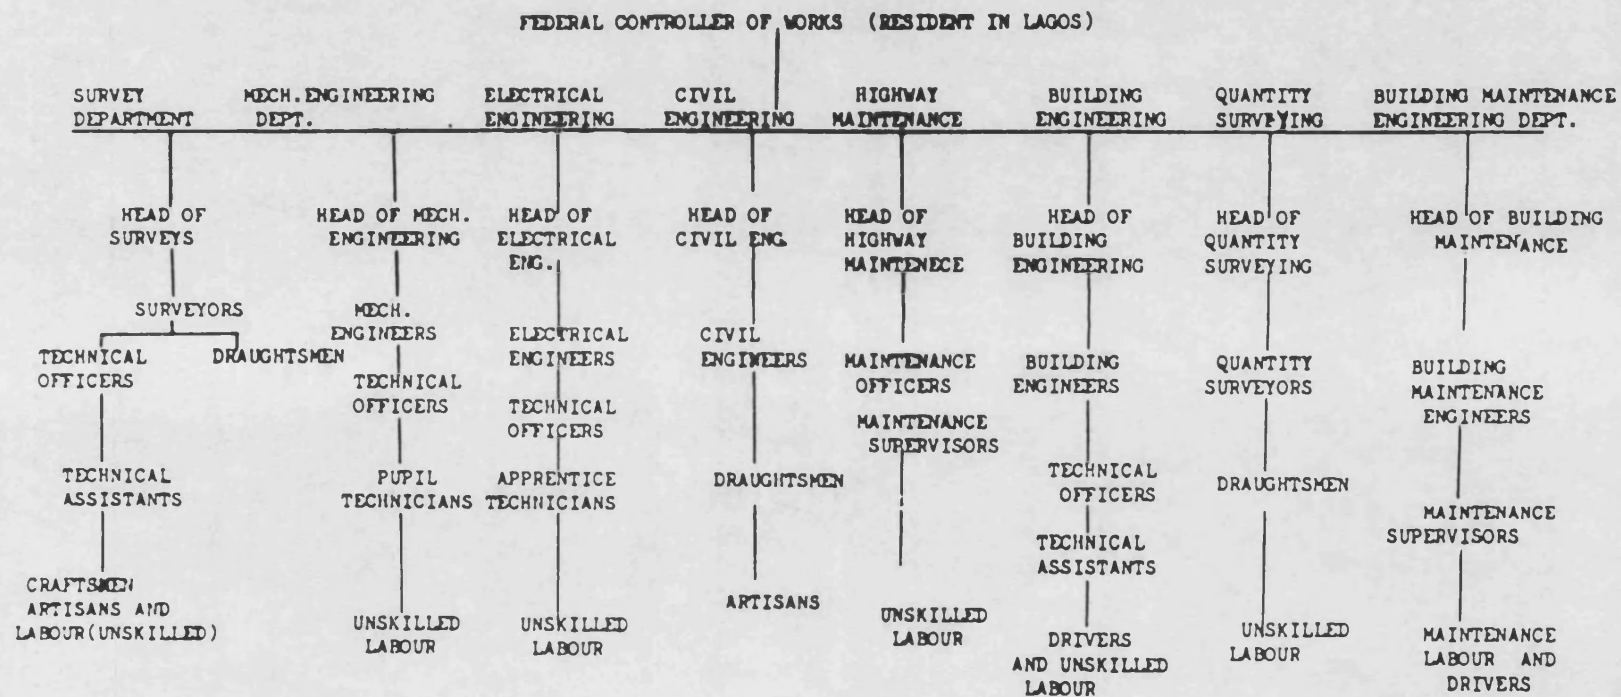 FEDERAL CONTROLLER OF WORKS (RESIDENT IN LAGOS)
SURVEY
DEPARTMENT
MECH.ENGINEERING
DEPT.
ELECTRICAL
ENGINEERING
CIVIL
ENGINEERING
HIGHWAY
MAINTENANCE
BUILDING
ENGINEERING
QUANTITY
SURVEYING
BUILDING MAINTENANCE
ENGINEERING DEPT.
HEAD OF
SURVEYS
HEAD OF MECH.
ENGINEERING
HEAD OF
ELECTRICAL
ENG.
HEAD OF
CIVIL ENG.
HEAD OF
HIGHWAY
MAINTENECE
HEAD OF
BUILDING
ENGINEERING
HEAD OF
QUANTITY
SURVEYING
HEAD OF BUILDING
MAINTENANCE
SURVEYORS
MECH.
ENGINEERS
ELECTRICAL
ENGINEERS
CIVIL
ENGINEERS
MAINTENANCE
OFFICERS
BUILDING
ENGINEERS
QUANTITY
SURVEYORS
BUILDING
MAINTENANCE
ENGINEERS
TECHNICAL
OFFICERS
DRAUGHTSMEN
TECHNICAL
OFFICERS
TECHNICAL
OFFICERS
MAINTENANCE
SUPERVISORS
TECHNICAL
ASSISTANTS
PUPIL
TECHNICIANS
APPRENTICE
TECHNICIANS
DRAUGHTSMEN
TECHNICAL
OFFICERS
DRAUGHTSMEN
MAINTENANCE
SUPERVISORS
TECHNICAL
ASSISTANTS
CRAFTSMEN
ARTISANS AND
LABOUR(UNSKILLED)
UNSKILLED
LABOUR
UNSKILLED
LABOUR
ARTISANS
UNSKILLED
LABOUR
DRIVERS
AND UNSKILLED
LABOUR
UNSKILLED
LABOUR
MAINTENANCE
LABOUR AND
DRIVERS